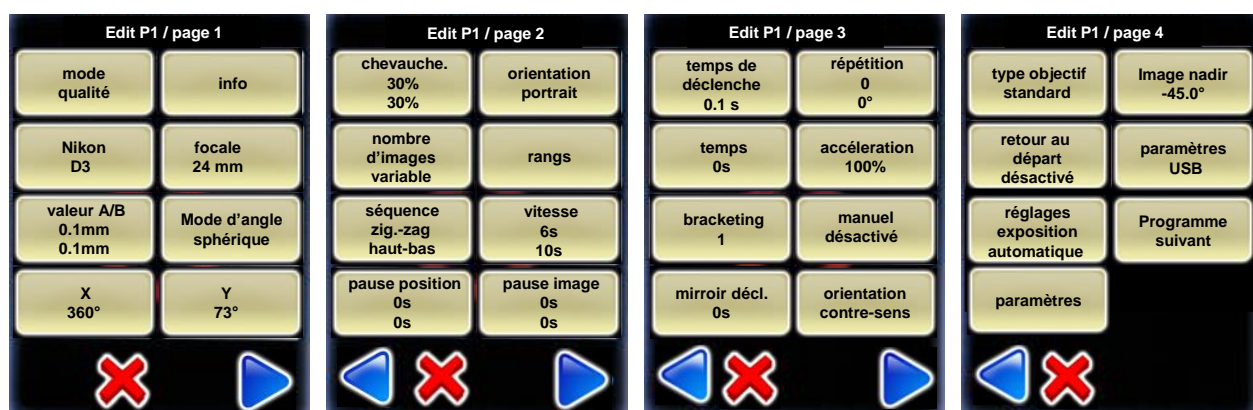 Edit P1 / page 1
mode
qualité
info
Nikon
D3
focale
24 mm
valeur A/B
0.1mm
0.1mm
Mode d’angle
sphérique
X
360°
Y
73°
Edit P1 / page 2
chevauche.
30%
30%
orientation
portrait
nombre
d’images
variable
rangs
séquence
zig.-zag
haut-bas
vitesse
6s
10s
pause position
0s
0s
pause image
0s
0s
Edit P1 / page 3
temps de
déclenche
0.1 s
répétition
0
0°
temps
0s
accéleration
100%
bracketing
1
manuel
désactivé
mirroir décl.
0s
orientation
contre-sens
Edit P1 / page 4
type objectif
standard
Image nadir
-45.0°
retour au
départ
désactivé
paramètres
USB
réglages
exposition
automatique
Programme
suivant
paramètres